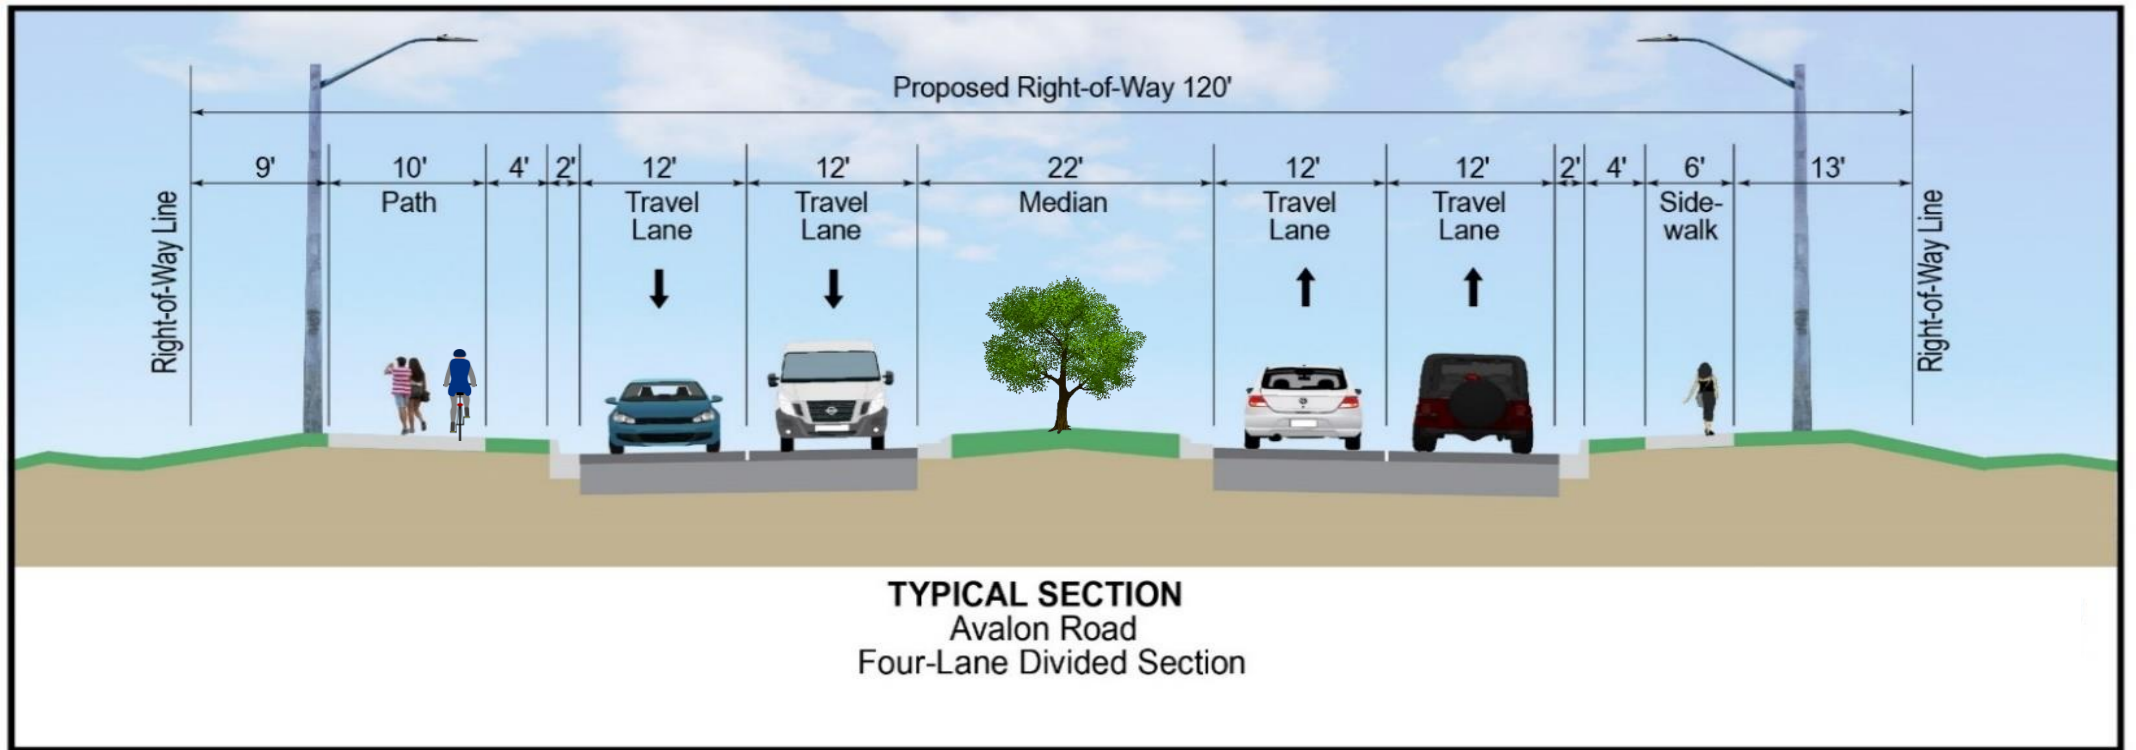 Proposed Right-of-Way 120'
9' 10' 4' 2' 12' 12' 22' 12' 12' 2' 4' 6' 13'
Path
Travel
Lane
Travel
Lane
Median
Travel
Lane
Travel
Lane
Side-
walk
Right-of-Way Line
Right-of-Way Line
TYPICAL SECTION
Avalon Road
Four-Lane Divided Section